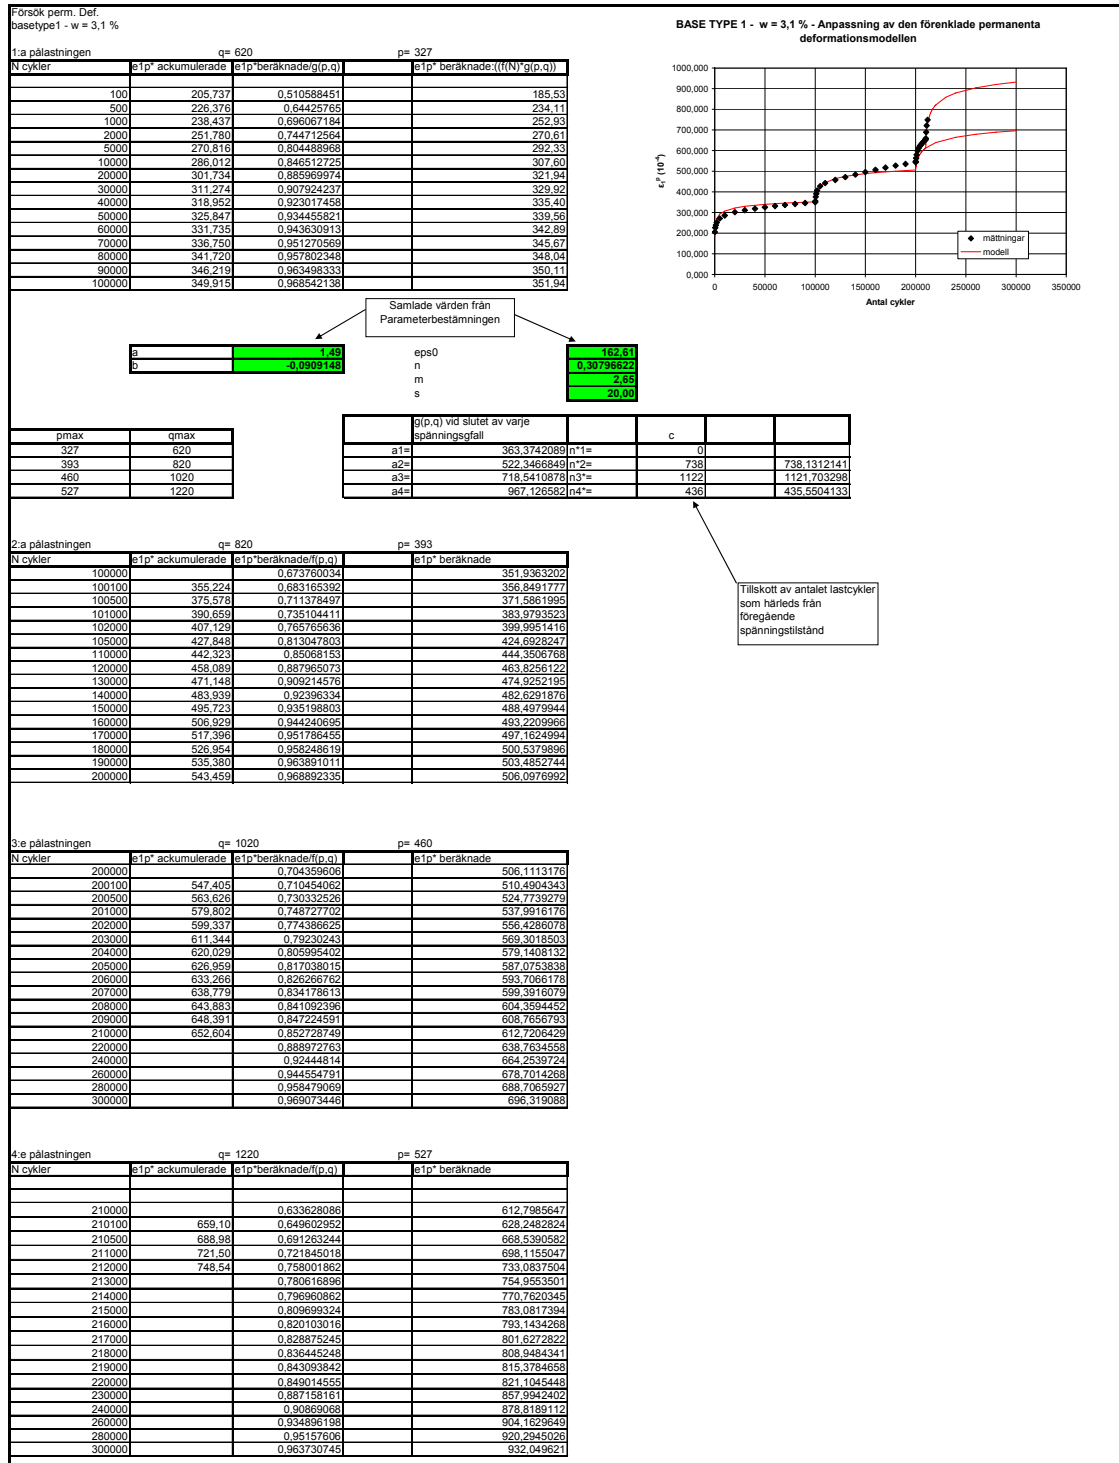 Försök perm. Def.
basetype1 - w = 3,1 %
1:a pålastningen q= 620 p= 327
N cykler e1p* ackumulerade e1p*beräknade/g(p,q) e1p* beräknade:((f(N)*g(p,q))
100 205,737 0,510588451 185,53
500 226,376 0,64425765 234,11
1000 238,437 0,696067184 252,93
2000 251,780 0,744712564 270,61
5000 270,816 0,804488968 292,33
10000 286,012 0,846512725 307,60
20000 301,734 0,885969974 321,94
30000 311,274 0,907924237 329,92
40000 318,952 0,923017458 335,40
50000 325,847 0,934455821 339,56
60000 331,735 0,943630913 342,89
70000 336,750 0,951270569 345,67
80000 341,720 0,957802348 348,04
90000 346,219 0,963498333 350,11
100000 349,915 0,968542138 351,94
BASE TYPE 1 - w = 3,1 % - Anpassning av den förenklade permanenta
deformationsmodellen
1000,000
900,000
800,000
700,000
600,000
500,000
400,000
300,000
200,000
100,000
0,000
ε₁ᵖ (10⁻⁴)
0 50000 100000 150000 200000 250000 300000 350000
Antal cykler
mättningar
modell
Samlade värden från
Parameterbestämningen
a 1,49
b -0,0909148
eps0 162,61
n 0,30796622
m 2,65
s 20,00
pmax qmax
327 620
393 820
460 1020
527 1220
g(p,q) vid slutet av varje
spänningsgfall c
a1= 363,3742089 n*1= 0
a2= 522,3466849 n*2= 738 738,1312141
a3= 718,5410878 n3*= 1122 1121,703298
a4= 967,126582 n4*= 436 435,5504133
Tillskott av antalet lastcykler
som härleds från
föregående
spänningstilstånd
2:a pålastningen q= 820 p= 393
N cykler e1p* ackumulerade e1p*beräknade/f(p,q) e1p* beräknade
100000 0,673760034 351,9363202
100100 355,224 0,683165392 356,8491777
100500 375,578 0,711378497 371,5861995
101000 390,659 0,735104411 383,9793523
102000 407,129 0,765765636 399,9951416
105000 427,848 0,813047803 424,6928247
110000 442,323 0,85068153 444,3506768
120000 458,089 0,887965073 463,8256122
130000 471,148 0,909214576 474,9252195
140000 483,939 0,92396334 482,6291876
150000 495,723 0,935198803 488,4979944
160000 506,929 0,944240695 493,2209966
170000 517,396 0,951786455 497,1624994
180000 526,954 0,958248619 500,5379896
190000 535,380 0,963891011 503,4852744
200000 543,459 0,968892335 506,0976992
3:e pålastningen q= 1020 p= 460
N cykler e1p* ackumulerade e1p*beräknade/f(p,q) e1p* beräknade
200000 0,704359606 506,1113176
200100 547,405 0,710454062 510,4904343
200500 563,626 0,730332526 524,7739279
201000 579,802 0,748727702 537,9916176
202000 599,337 0,774386625 556,4286078
203000 611,344 0,79230243 569,3018503
204000 620,029 0,805995402 579,1408132
205000 626,959 0,817038015 587,0753838
206000 633,266 0,826266762 593,7066178
207000 638,779 0,834178613 599,3916079
208000 643,883 0,841092396 604,3594452
209000 648,391 0,847224591 608,7656793
210000 652,604 0,852728749 612,7206429
220000 0,888972763 638,7634558
240000 0,92444814 664,2539724
260000 0,944554791 678,7014268
280000 0,958479069 688,7065927
300000 0,969073446 696,319088
4:e pålastningen q= 1220 p= 527
N cykler e1p* ackumulerade e1p*beräknade/f(p,q) e1p* beräknade
210000 0,633628086 612,7985647
210100 659,10 0,649602952 628,2482824
210500 688,98 0,691263244 668,5390582
211000 721,50 0,721845018 698,1155047
212000 748,54 0,758001862 733,0837504
213000 0,780616896 754,9553501
214000 0,796960862 770,7620345
215000 0,809699324 783,0817394
216000 0,820103016 793,1434268
217000 0,828875245 801,6272822
218000 0,836445248 808,9484341
219000 0,843093842 815,3784658
220000 0,849014555 821,1045448
230000 0,887158161 857,9942402
240000 0,90869068 878,8189112
260000 0,934896198 904,1629649
280000 0,95157606 920,2945026
300000 0,963730745 932,049621